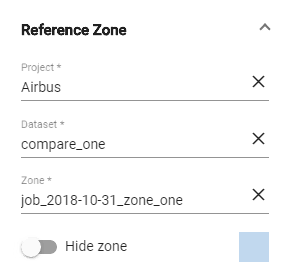 Reference Zone
Project *
Airbus
Dataset *
compare_one
Zone *
job_2018-10-31_zone_one
Hide zone